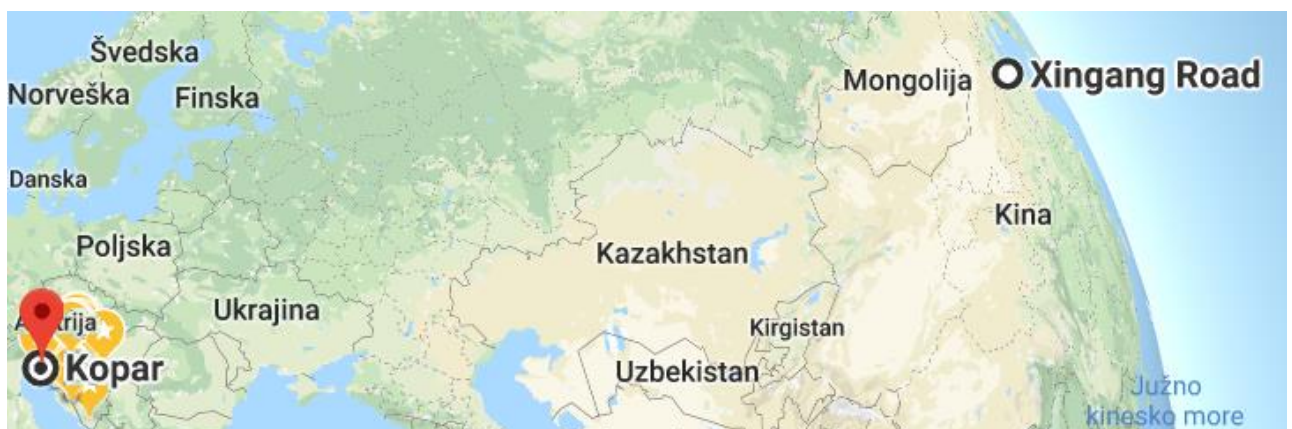 Švedska
Norveška
Finska
Mongolija
Xingang Road
Danska
Poljska
Kina
Kazakhstan
Ukrajina
Kirgistan
Kopar
Uzbekistan
Južno
kinesko more